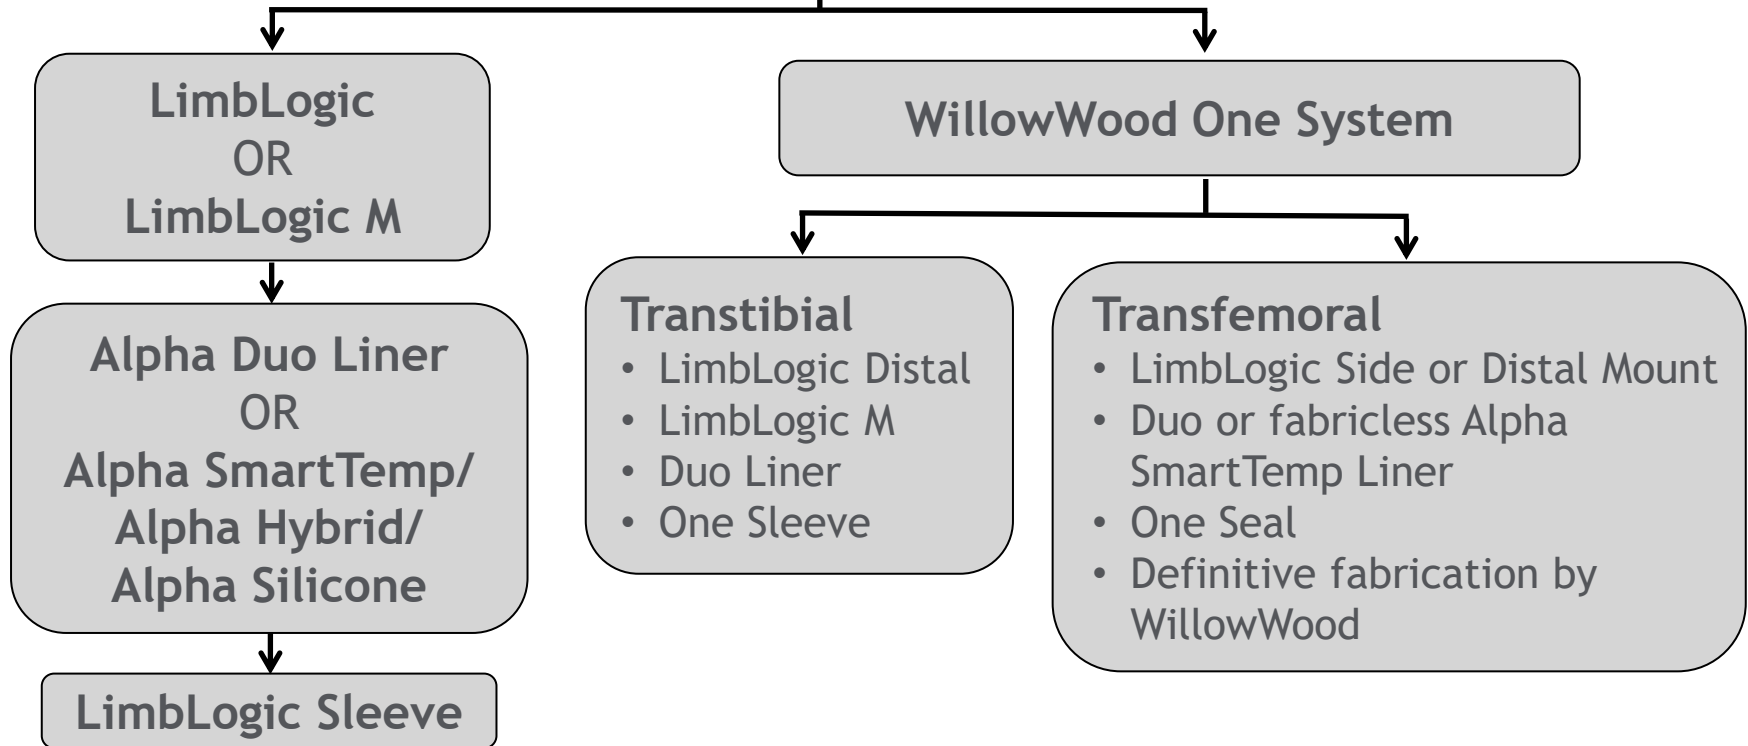 LimbLogic
OR
LimbLogic M
Alpha Duo Liner
OR
Alpha SmartTemp/
Alpha Hybrid/
Alpha Silicone
LimbLogic Sleeve
WillowWood One System
Transtibial
• LimbLogic Distal
• LimbLogic M
• Duo Liner
• One Sleeve
Transfemoral
• LimbLogic Side or Distal Mount
• Duo or fabricless Alpha
SmartTemp Liner
• One Seal
• Definitive fabrication by
WillowWood